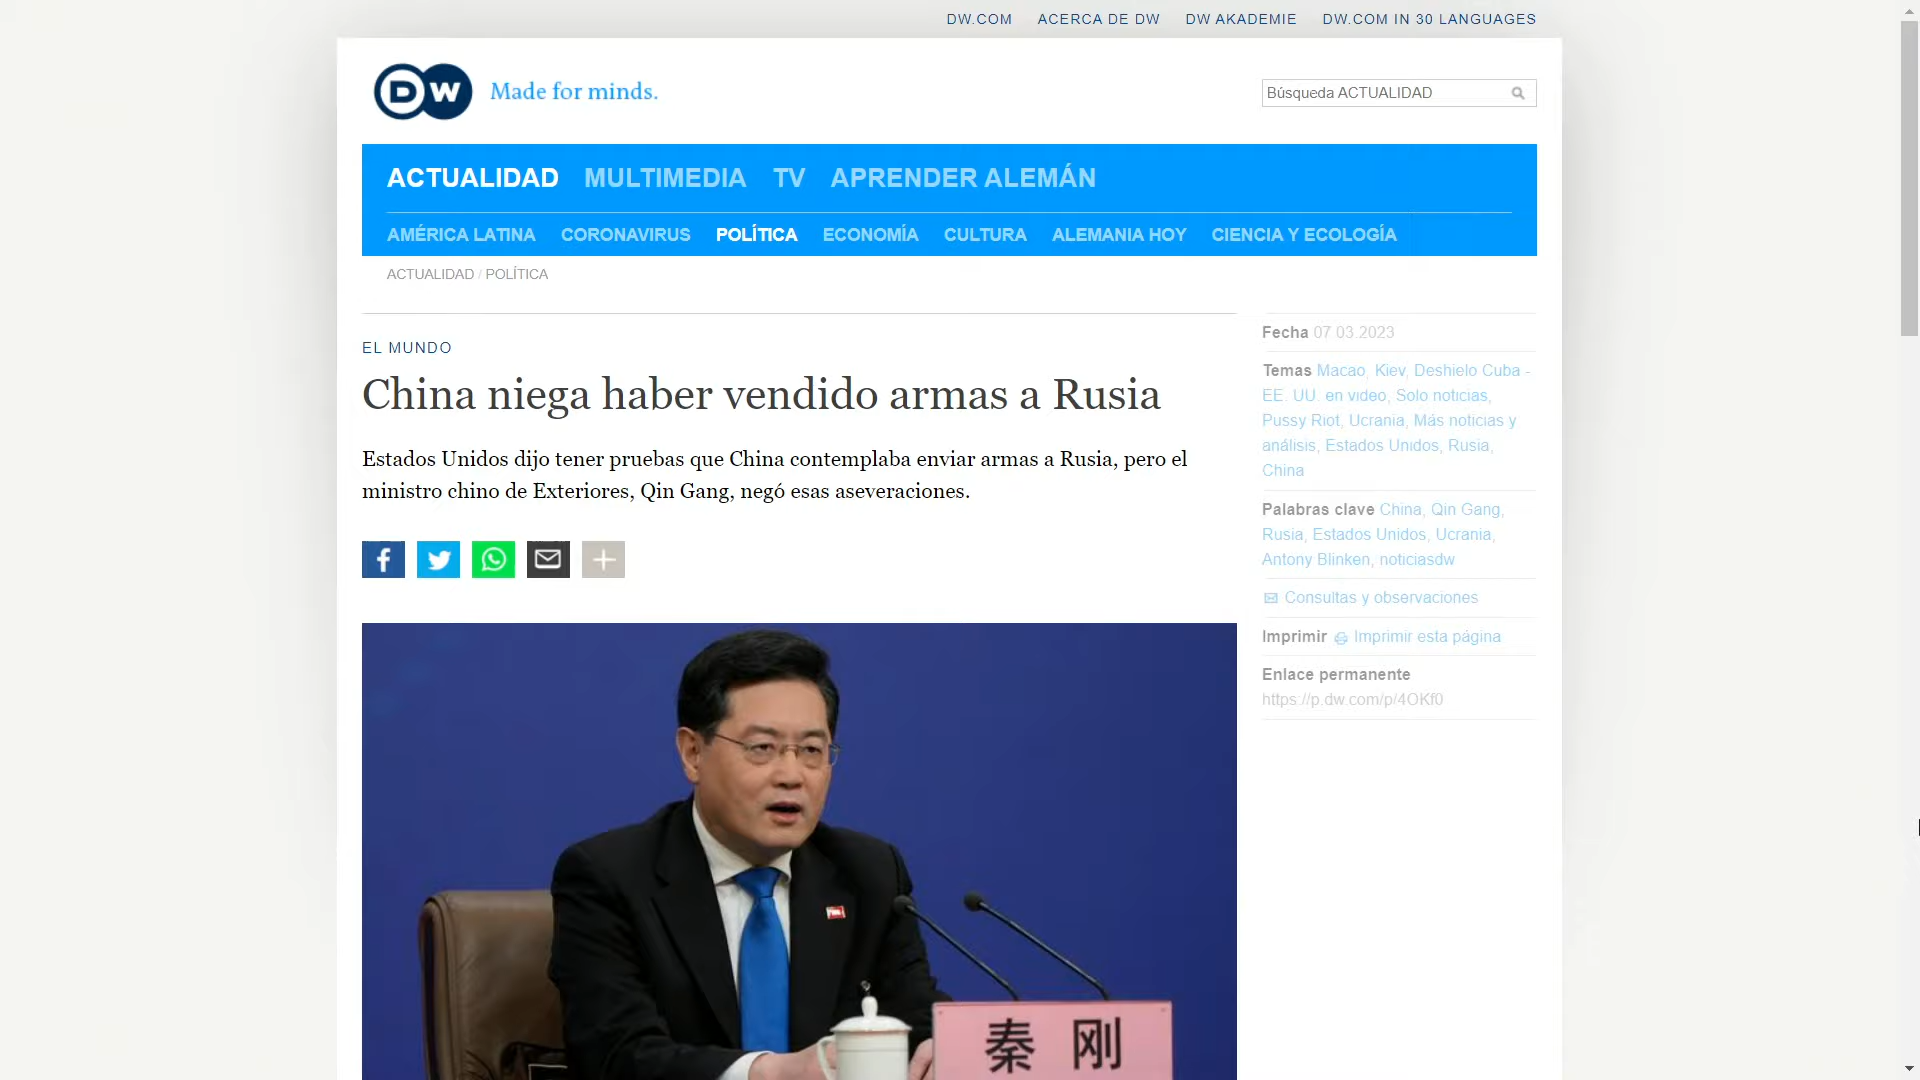 DW.COM ACERCA DE DW DW AKADEMIE DW.COM IN 30 LANGUAGES
DW Made for minds.
Búsqueda ACTUALIDAD
ACTUALIDAD MULTIMEDIA TV APRENDER ALEMÁN
AMÉRICA LATINA CORONAVIRUS POLÍTICA ECONOMÍA CULTURA ALEMANIA HOY CIENCIA Y ECOLOGÍA
ACTUALIDAD / POLÍTICA
EL MUNDO
China niega haber vendido armas a Rusia
Estados Unidos dijo tener pruebas que China contemplaba enviar armas a Rusia, pero el
ministro chino de Exteriores, Qin Gang, negó esas aseveraciones.
Fecha 07.03.2023
Temas Macao, Kiev, Deshielo Cuba -
EE. UU. en video, Solo noticias,
Pussy Riot, Ucrania, Más noticias y
análisis, Estados Unidos, Rusia,
China
Palabras clave China, Qin Gang,
Rusia, Estados Unidos, Ucrania,
Antony Blinken, noticiasdw
Consultas y observaciones
Imprimir Imprimir esta página
Enlace permanente
https://p.dw.com/p/4OKf0
秦 刚